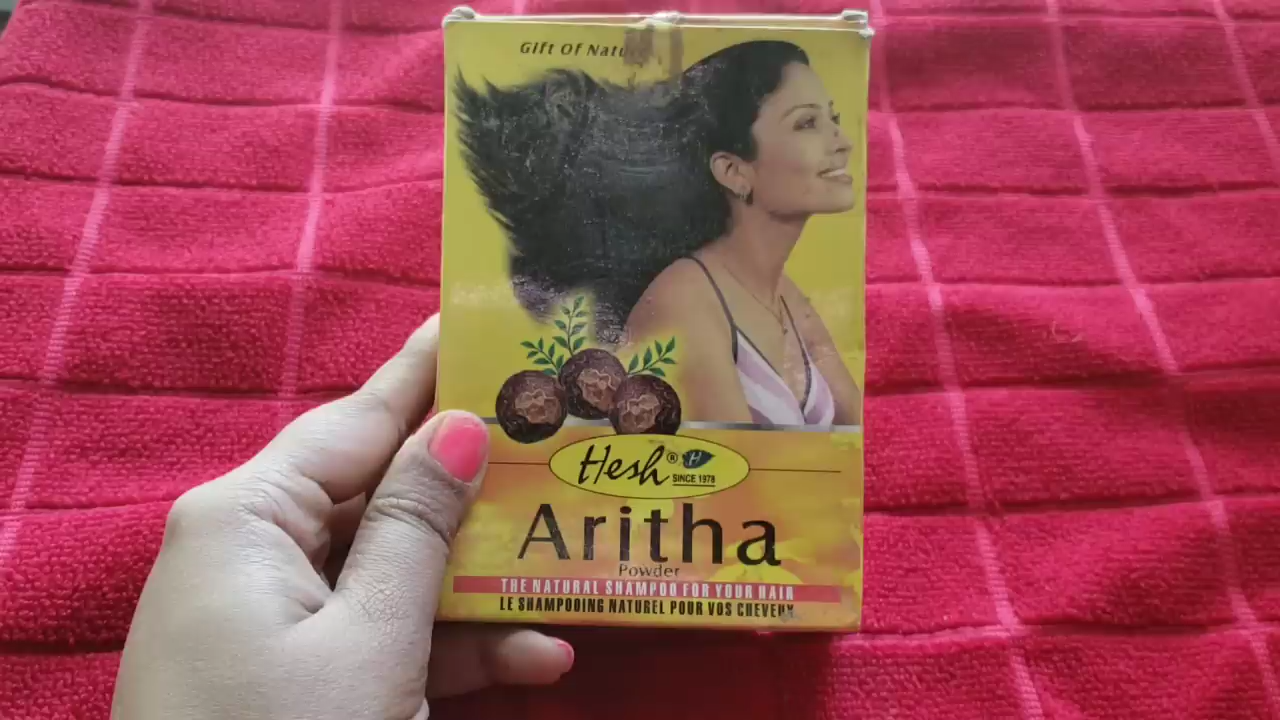 Gift Of Natu
Hesh®
H
SINCE 1978
Aritha
Powder
THE NATURAL SHAMPOO FOR YOUR HAIR
LE SHAMPOOING NATUREL POUR VOS CHEVEUX